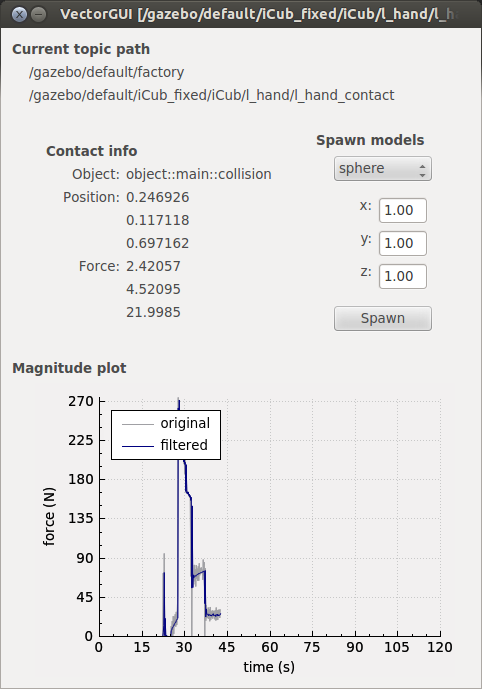 VectorGUI [/gazebo/default/iCub_fixed/iCub/l_hand/l_h
Current topic path
/gazebo/default/factory
/gazebo/default/iCub_fixed/iCub/l_hand/l_hand_contact
Contact info
Object: object::main::collision
Position: 0.246926
0.117118
0.697162
Force: 2.42057
4.52095
21.9985
Spawn models
sphere
x: 1.00
y: 1.00
z: 1.00
Spawn
Magnitude plot
original
filtered
force (N)
270
225
180
135
90
45
0
0 15 30 45 60 75 90 105 120
time (s)